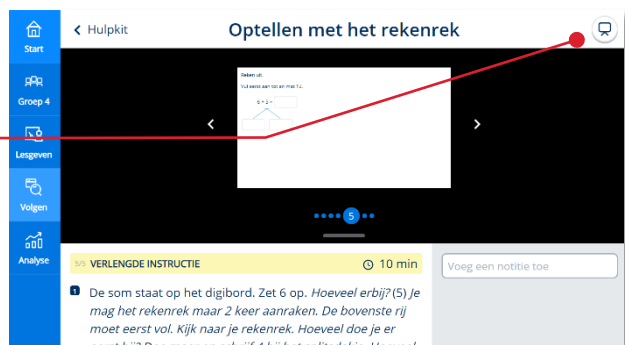 Start
Groep 4
Lesgeven
Volgen
Analyse
Hulpkit
Optellen met het rekenrek
Reken uit.
Vul eerst aan tot en met 10.
6 + 5 =
5
5/5 VERLENGDE INSTRUCTIE
10 min
Voeg een notitie toe
1
De som staat op het digibord. Zet 6 op. Hoeveel erbij? (5) Je
mag het rekenrek maar 2 keer aanraken. De bovenste rij
moet eerst vol. Kijk naar je rekenrek. Hoeveel doe je er